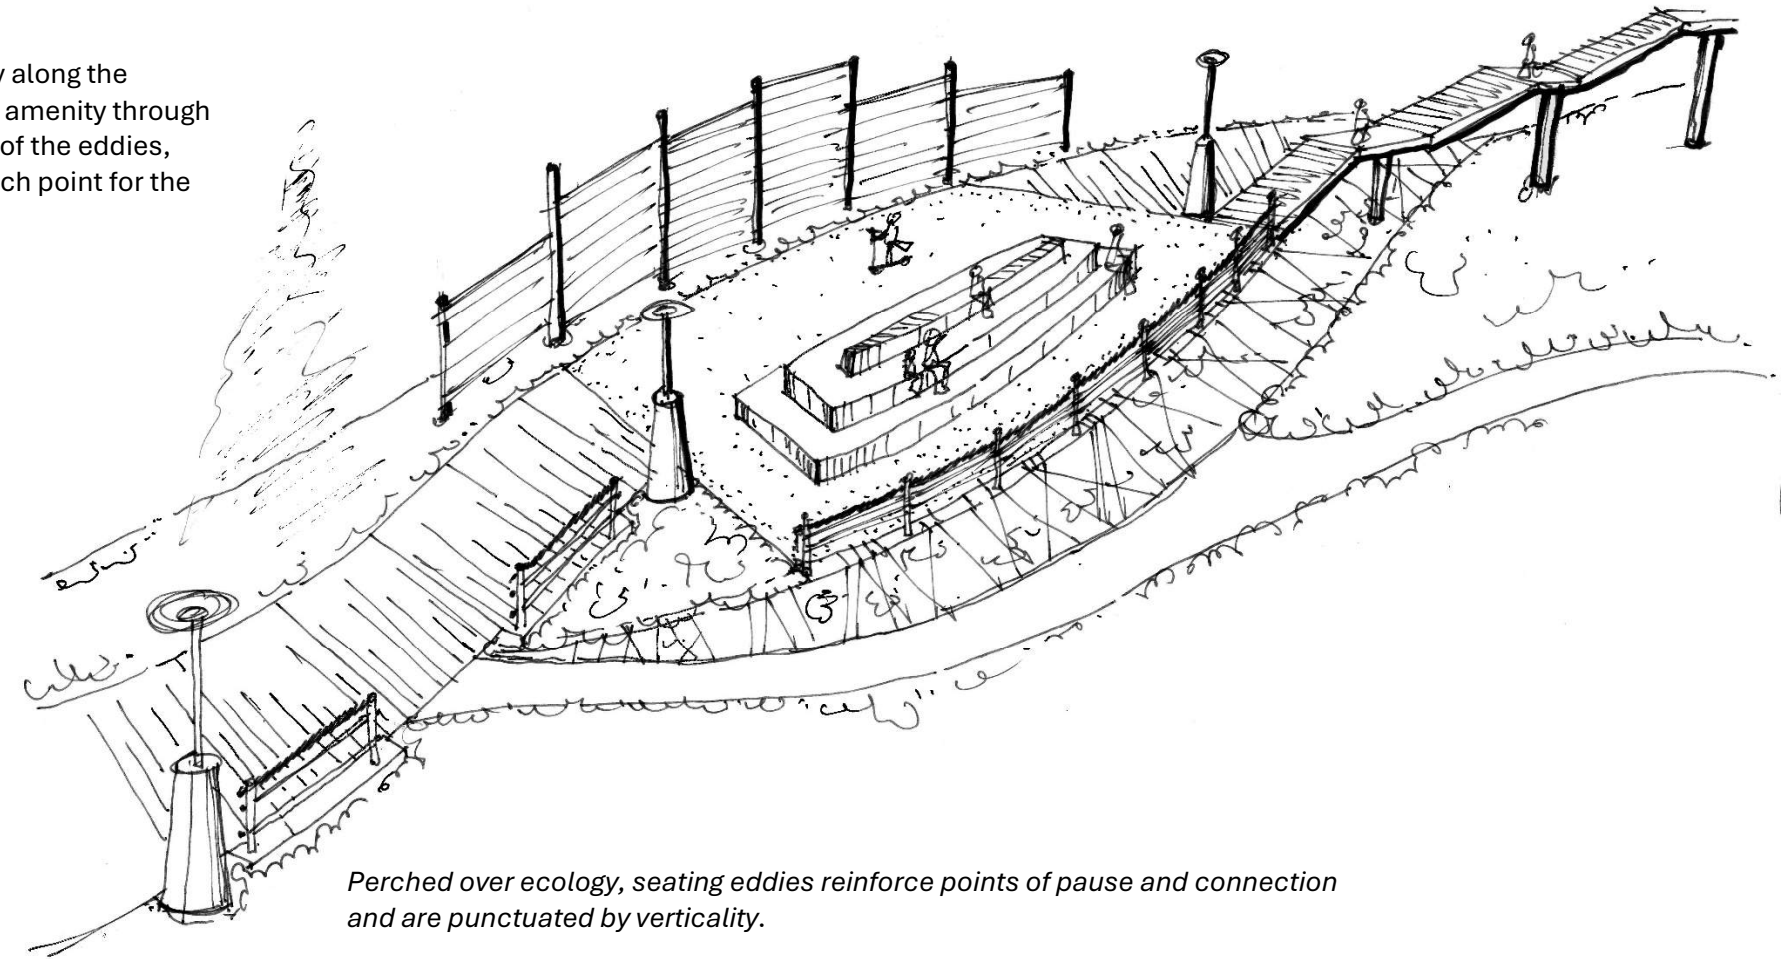 along the
amenity through
of the eddies,
point for the
Perched over ecology, seating eddies reinforce points of pause and connection
and are punctuated by verticality.